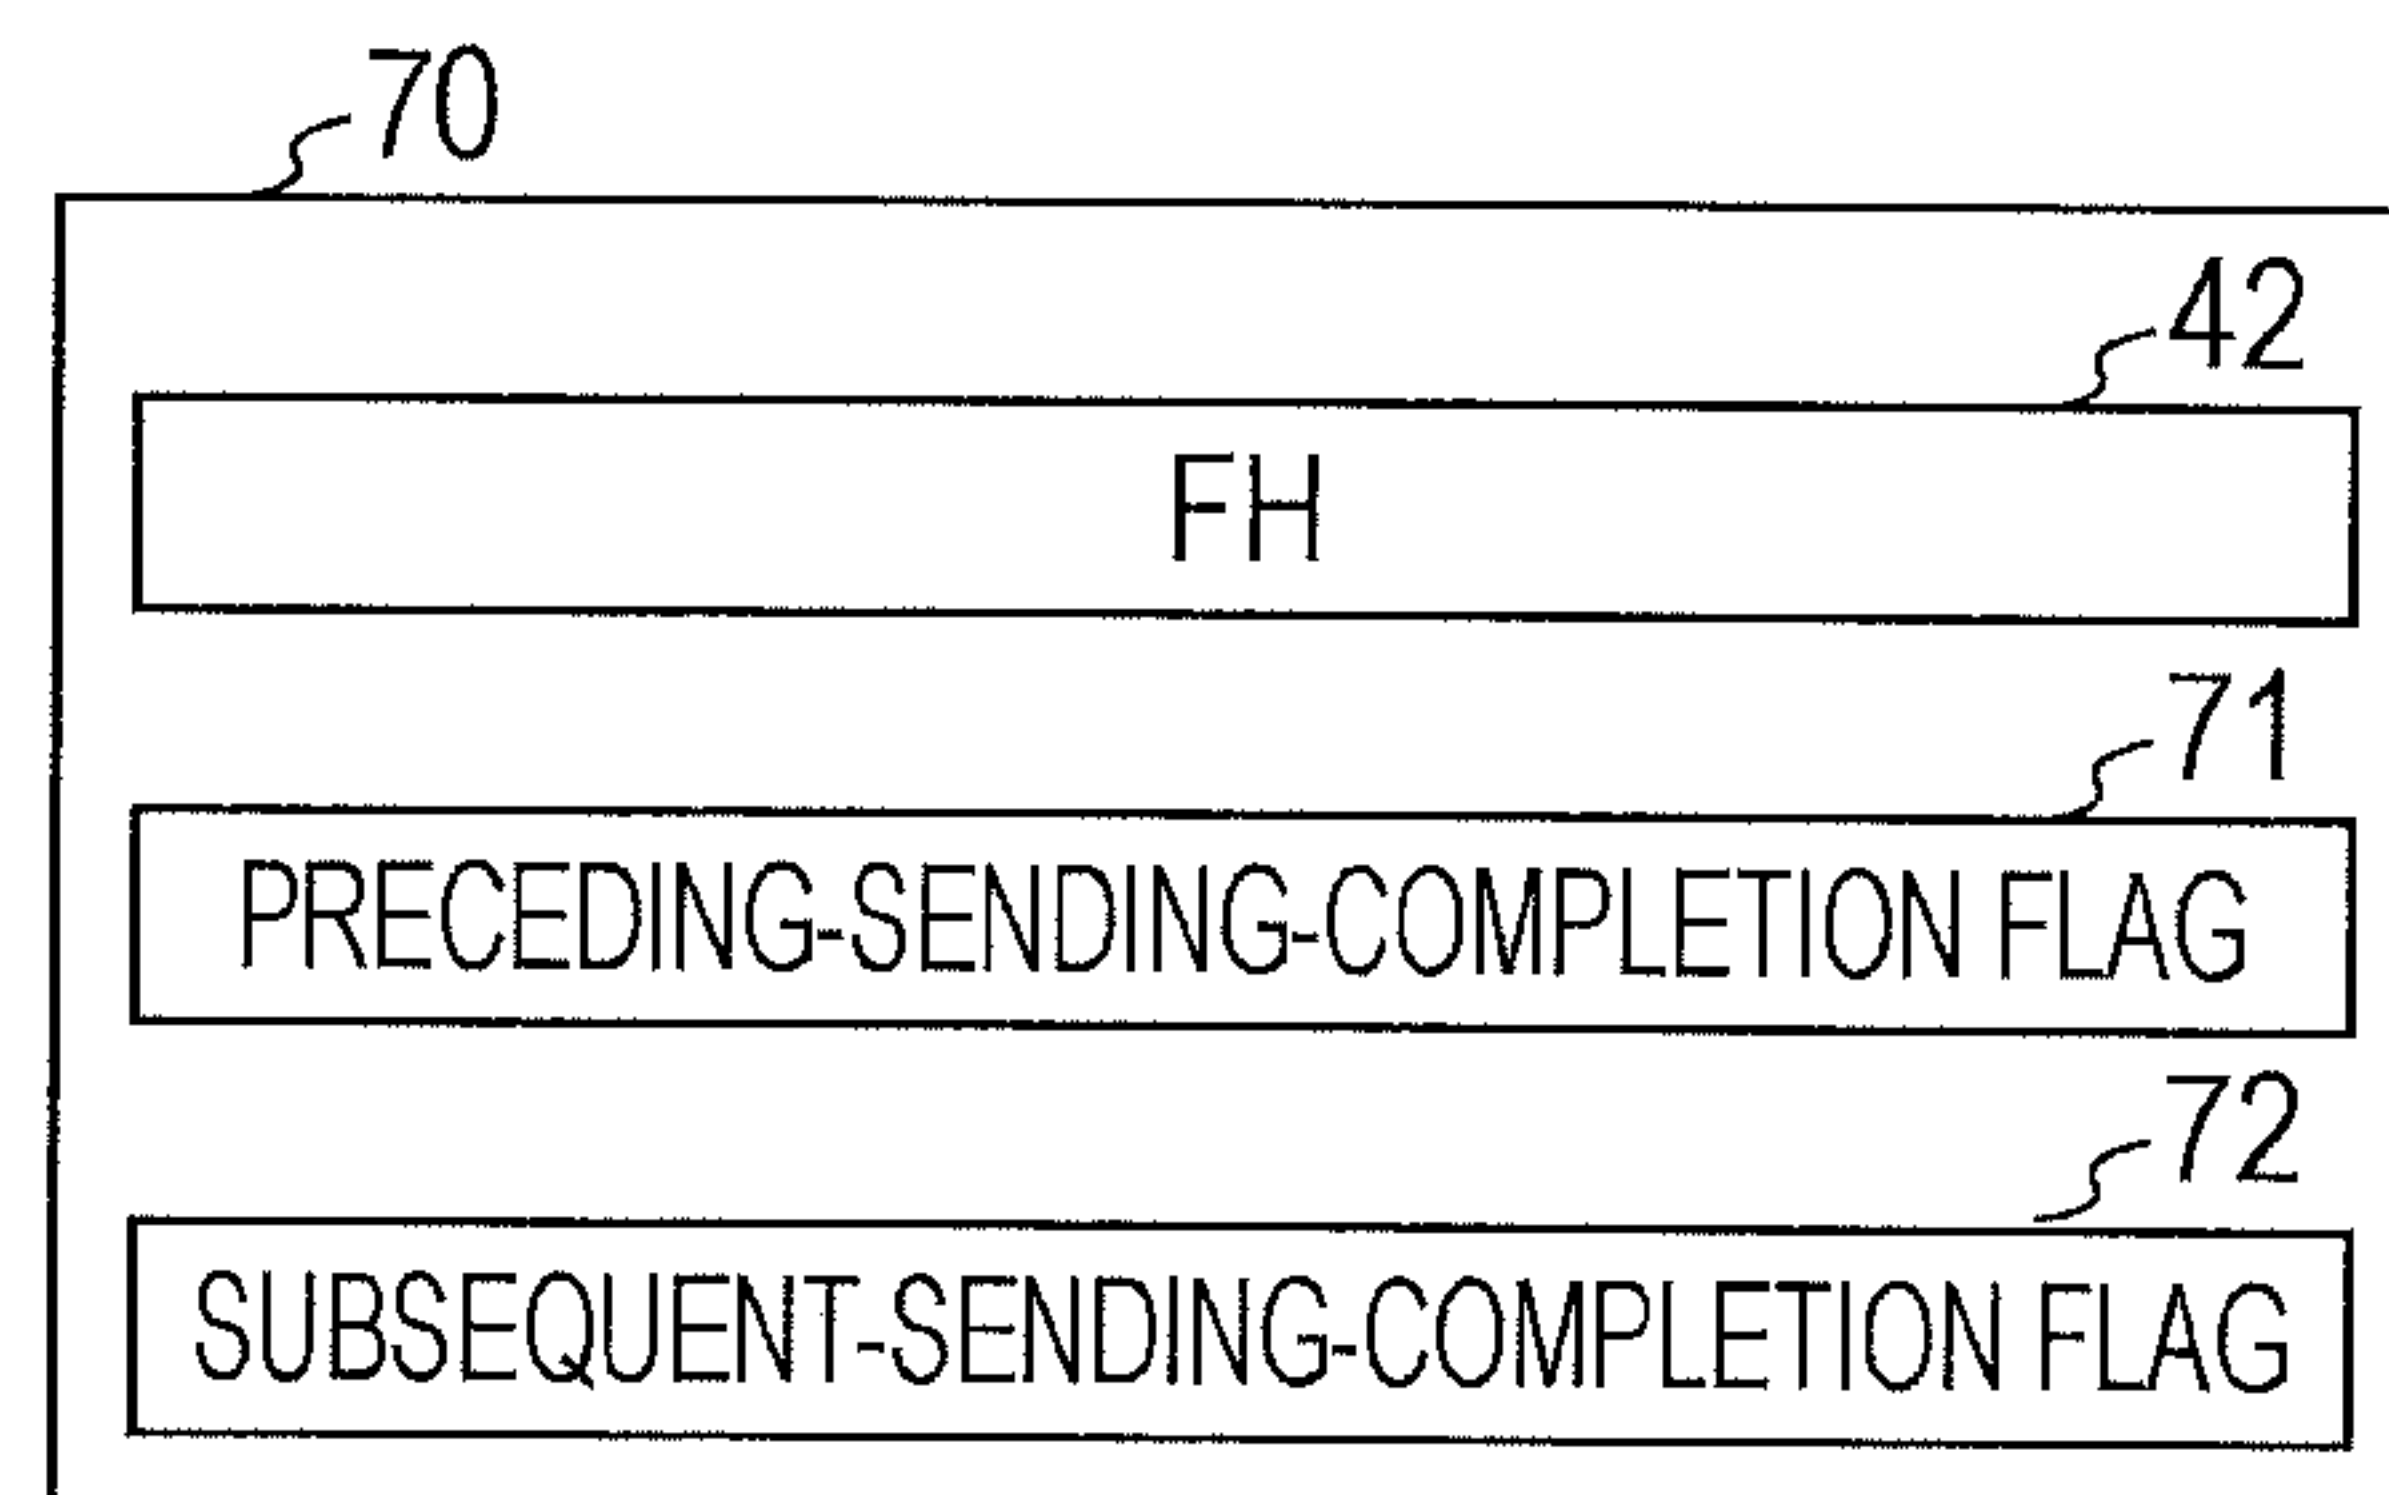 70
42
FH
71
PRECEDING-SENDING-COMPLETION FLAG
72
SUBSEQUENT-SENDING-COMPLETION FLAG